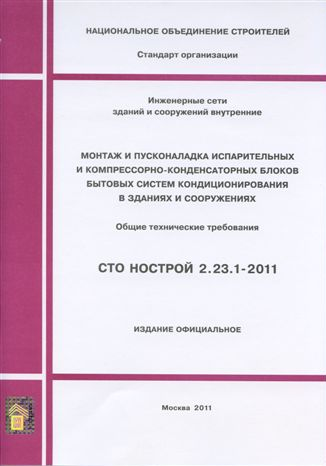 НАЦИОНАЛЬНОЕ ОБЪЕДИНЕНИЕ СТРОИТЕЛЕЙ
Стандарт организации
Инженерные сети
зданий и сооружений внутренние
МОНТАЖ И ПУСКОНАЛАДКА ИСПАРИТЕЛЬНЫХ
И КОМПРЕССОРНО-КОНДЕНСАТОРНЫХ БЛОКОВ
БЫТОВЫХ СИСТЕМ КОНДИЦИОНИРОВАНИЯ
В ЗДАНИЯХ И СООРУЖЕНИЯХ
Общие технические требования
СТО НОСТРОЙ 2.23.1-2011
ИЗДАНИЕ ОФИЦИАЛЬНОЕ
Москва 2011